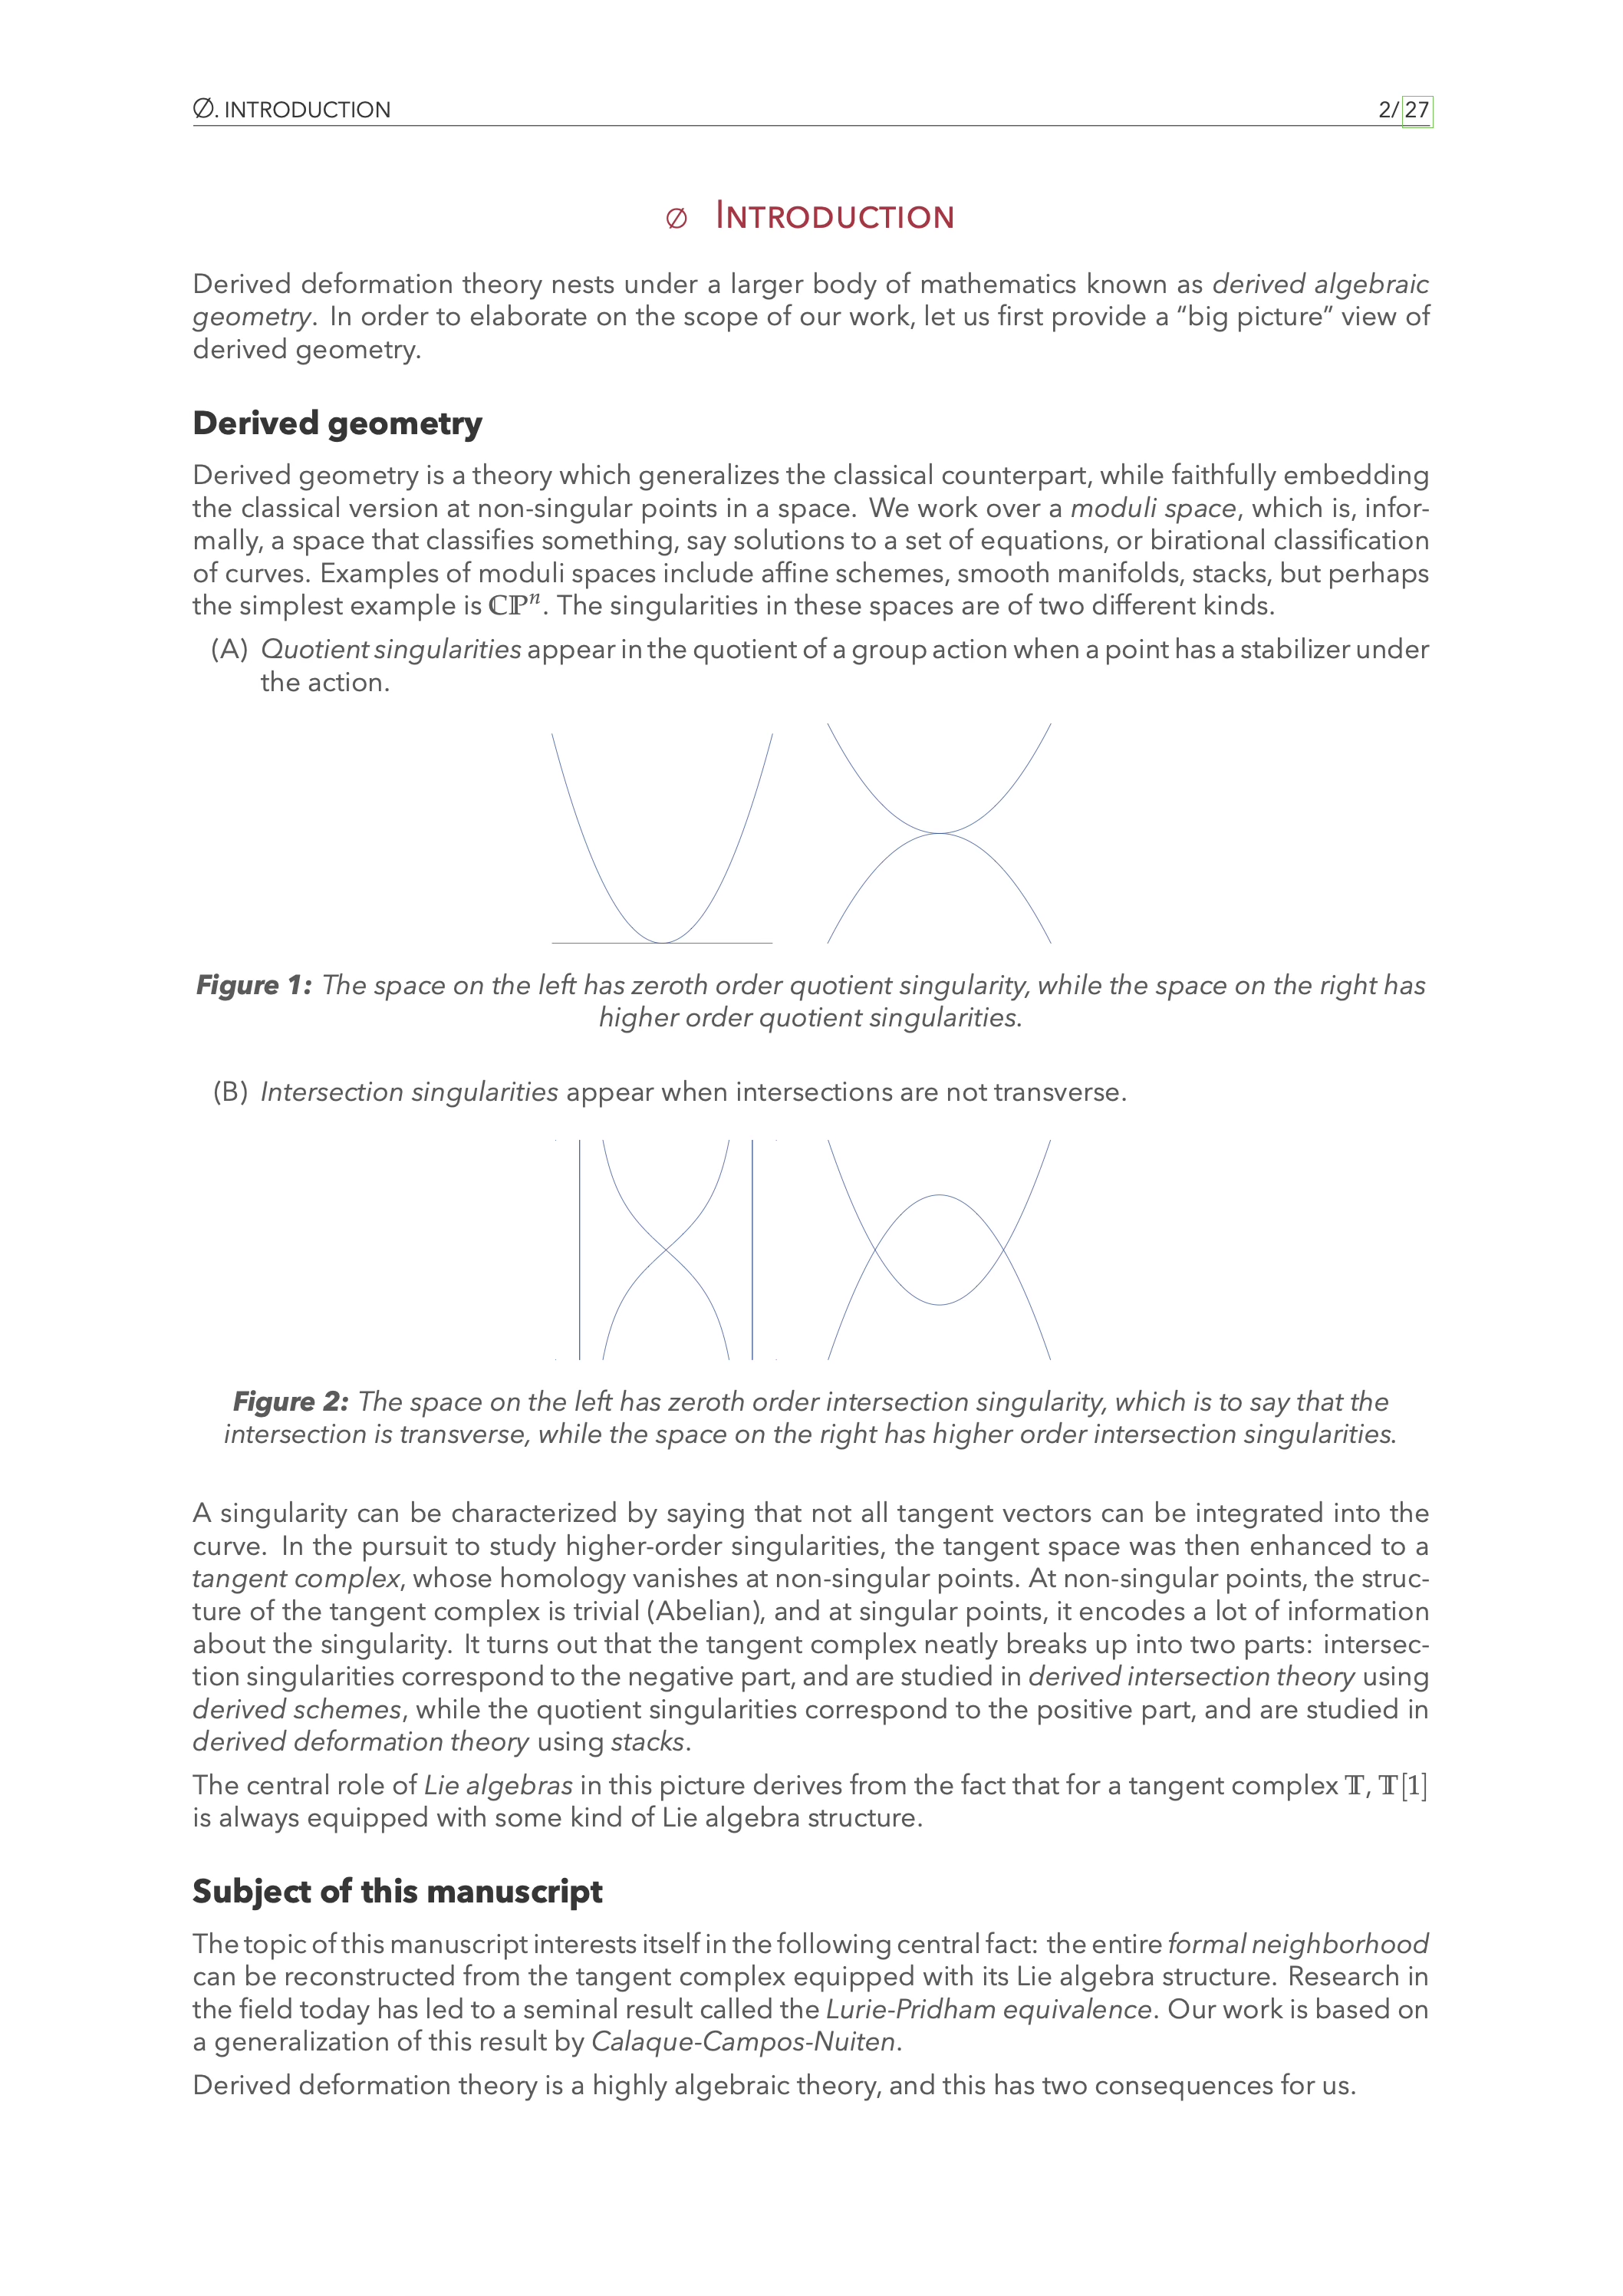 ∅. INTRODUCTION 2/27
∅ INTRODUCTION
Derived deformation theory nests under a larger body of mathematics known as derived algebraic
geometry. In order to elaborate on the scope of our work, let us first provide a “big picture” view of
derived geometry.
Derived geometry
Derived geometry is a theory which generalizes the classical counterpart, while faithfully embedding
the classical version at non-singular points in a space. We work over a moduli space, which is, infor-
mally, a space that classifies something, say solutions to a set of equations, or birational classification
of curves. Examples of moduli spaces include affine schemes, smooth manifolds, stacks, but perhaps
the simplest example is ℂℙⁿ. The singularities in these spaces are of two different kinds.
(A) Quotient singularities appear in the quotient of a group action when a point has a stabilizer under
the action.
Figure 1: The space on the left has zeroth order quotient singularity, while the space on the right has
higher order quotient singularities.
(B) Intersection singularities appear when intersections are not transverse.
Figure 2: The space on the left has zeroth order intersection singularity, which is to say that the
intersection is transverse, while the space on the right has higher order intersection singularities.
A singularity can be characterized by saying that not all tangent vectors can be integrated into the
curve. In the pursuit to study higher-order singularities, the tangent space was then enhanced to a
tangent complex, whose homology vanishes at non-singular points. At non-singular points, the struc-
ture of the tangent complex is trivial (Abelian), and at singular points, it encodes a lot of information
about the singularity. It turns out that the tangent complex neatly breaks up into two parts: intersec-
tion singularities correspond to the negative part, and are studied in derived intersection theory using
derived schemes, while the quotient singularities correspond to the positive part, and are studied in
derived deformation theory using stacks.
The central role of Lie algebras in this picture derives from the fact that for a tangent complex 𝕋, 𝕋[1]
is always equipped with some kind of Lie algebra structure.
Subject of this manuscript
The topic of this manuscript interests itself in the following central fact: the entire formal neighborhood
can be reconstructed from the tangent complex equipped with its Lie algebra structure. Research in
the field today has led to a seminal result called the Lurie-Pridham equivalence. Our work is based on
a generalization of this result by Calaque-Campos-Nuiten.
Derived deformation theory is a highly algebraic theory, and this has two consequences for us.